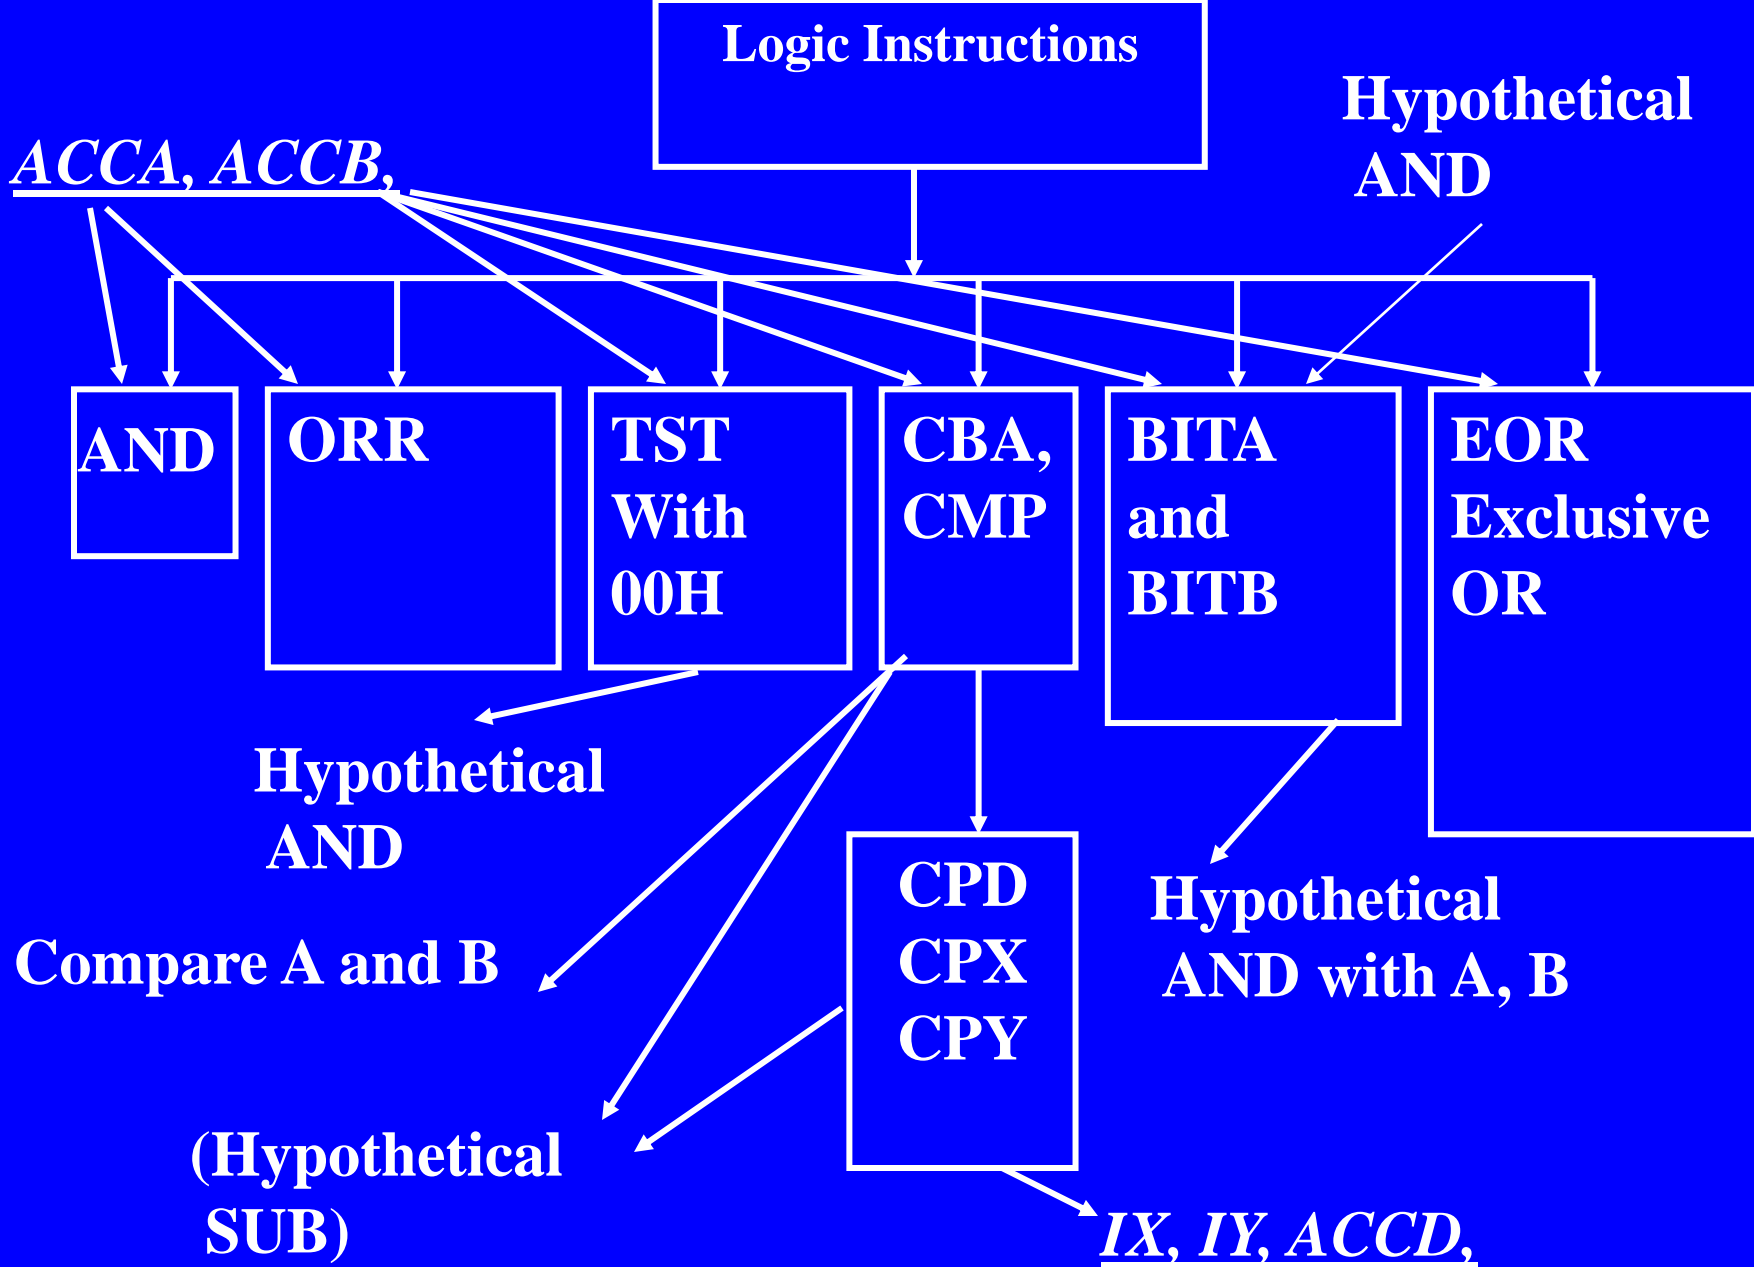 Logic Instructions
Hypothetical
AND
ACCA, ACCB,
AND
ORR
TST
With
00H
CBA,
CMP
BITA
and
BITB
EOR
Exclusive
OR
Hypothetical
AND
Compare A and B
(Hypothetical
SUB)
CPD
CPX
CPY
Hypothetical
AND with A, B
IX, IY, ACCD,